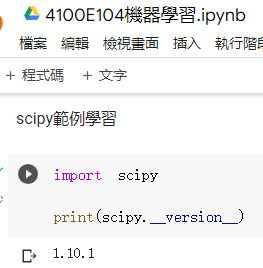 4100E104機器學習.ipynb
檔案 編輯 檢視畫面 插入 執行階段
+ 程式碼 + 文字
scipy範例學習
import scipy
print(scipy.__version__)
1.10.1